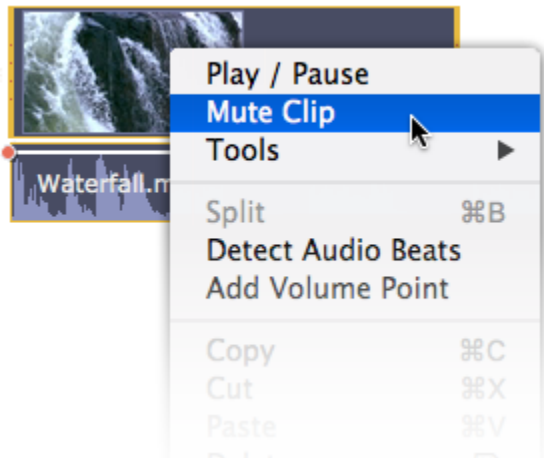 Play / Pause
Mute Clip
Waterfall.m
Tools
Split ⌘B
Detect Audio Beats
Add Volume Point
Copy ⌘C
Cut ⌘X
Paste ⌘V